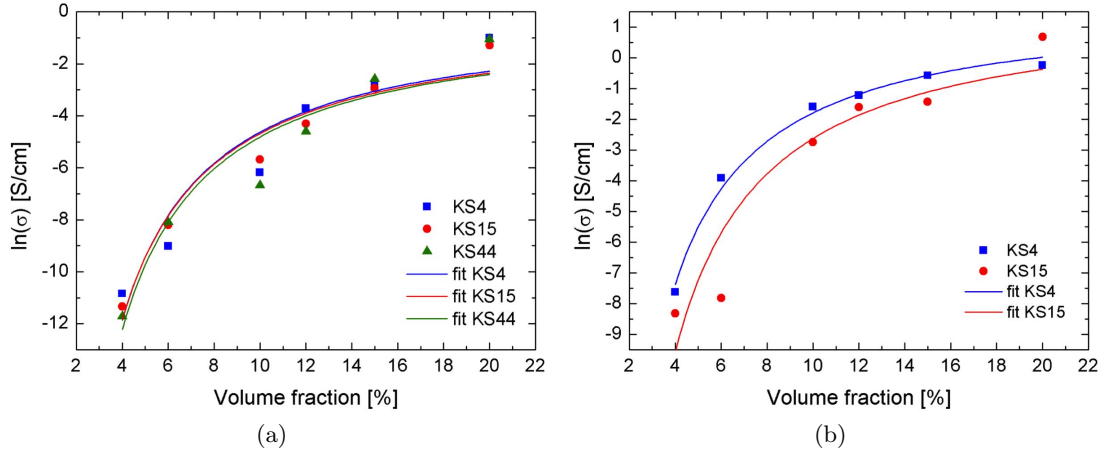 0
-2
-4
-6
-8
-10
-12
ln(σ) [S/cm]
KS4
KS15
KS44
fit KS4
fit KS15
fit KS44
2 4 6 8 10 12 14 16 18 20 22
Volume fraction [%]
(a)
1
0
-1
-2
-3
-4
-5
-6
-7
-8
-9
ln(σ) [S/cm]
KS4
KS15
fit KS4
fit KS15
2 4 6 8 10 12 14 16 18 20 22
Volume fraction [%]
(b)